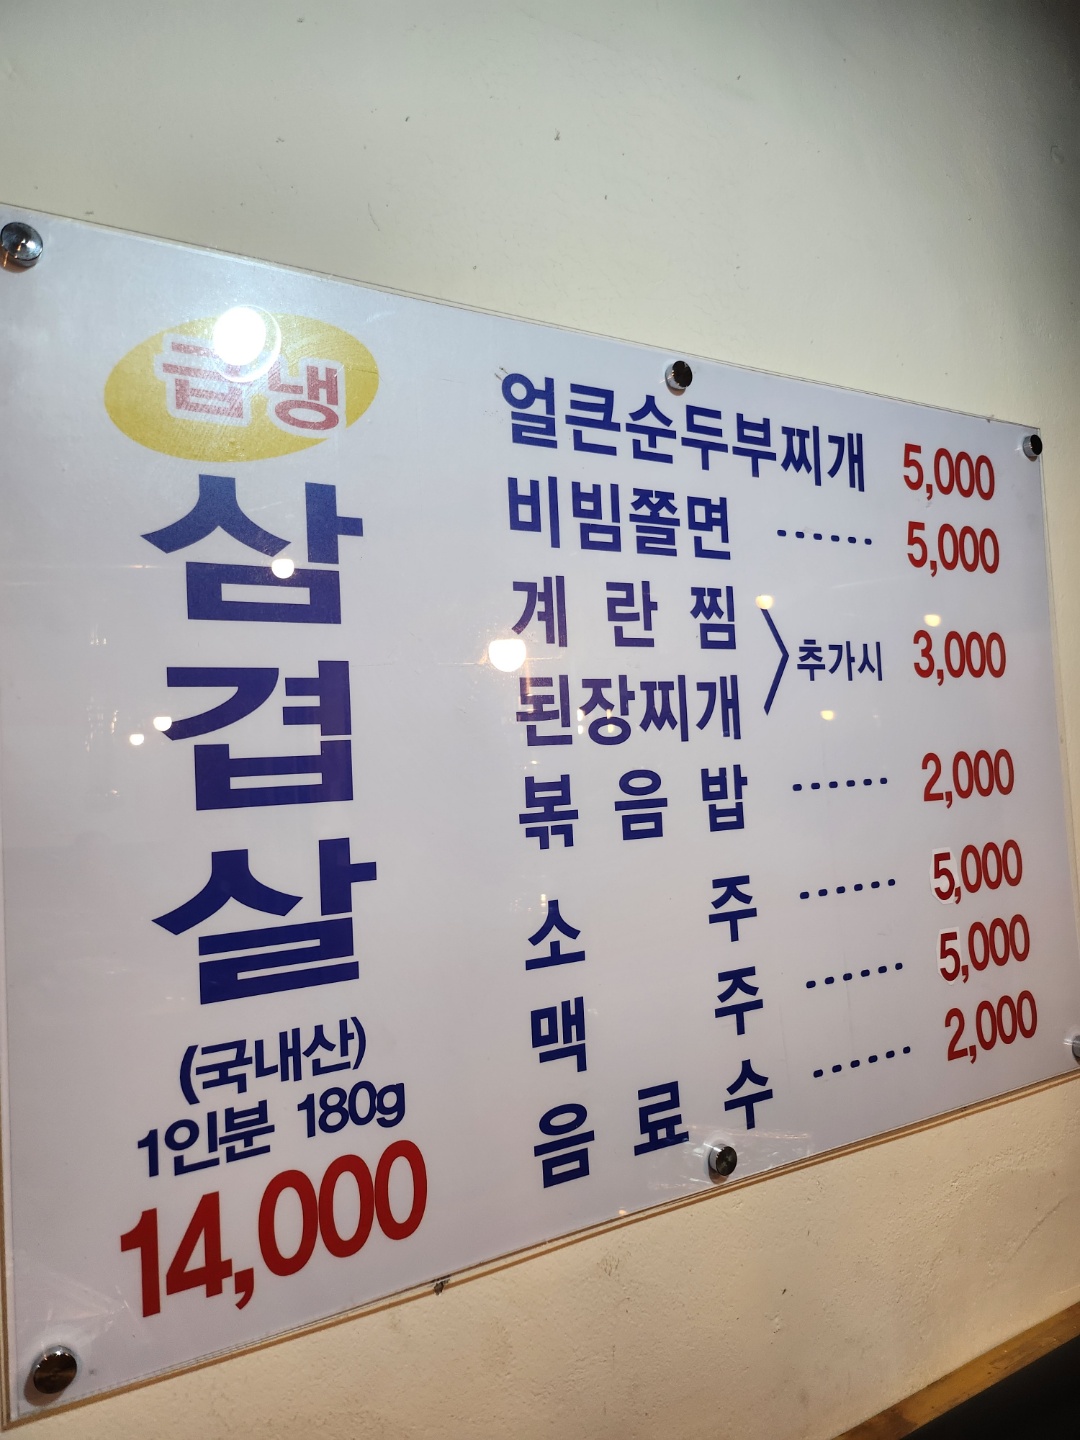 급냉
삼
겹
살
(국내산)
1인분 180g
14,000
얼큰순두부찌개 5,000
비빔쫄면 ...... 5,000
계란찜
된장찌개
추가시 3,000
볶음밥 ...... 2,000
소주 ...... 5,000
맥주 ...... 5,000
음료수 ...... 2,000